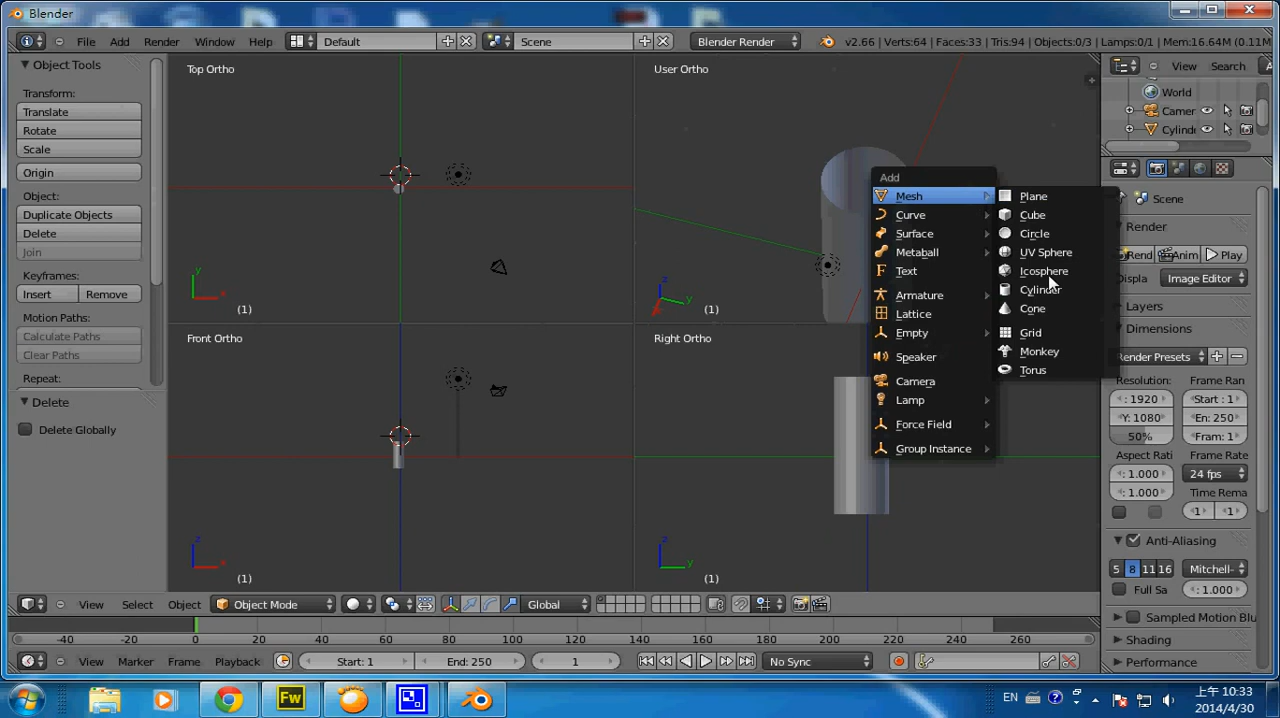 Blender
File Add Render Window Help Default Scene Blender Render v2.66 | Verts:64 | Faces:33 | Tris:94 | Objects:0/3 | Lamps:0/1 | Mem:16.64M (0.11M
Object Tools
Transform:
Translate
Rotate
Scale
Origin
Object:
Duplicate Objects
Delete
Join
Keyframes:
Insert Remove
Motion Paths:
Calculate Paths
Clear Paths
Repeat:
Delete
Delete Globally
Top Ortho
y
x
(1)
User Ortho
z
y
(1)
Front Ortho
z
x
(1)
Right Ortho
z
y
(1)
Add
Mesh
Curve
Surface
Metaball
Text
Armature
Lattice
Empty
Speaker
Camera
Lamp
Force Field
Group Instance
Plane
Cube
Circle
UV Sphere
Icosphere
Cylinder
Cone
Grid
Monkey
Torus
View Search
World
Camer
Cylind
Scene
Render
Rend Anim Play
Displa Image Editor
Layers
Dimensions
Render Presets
Resolution: Frame Ran
: 1920 Start : 1
Y: 1080 End: 250
50% Fram: 1
Aspect Rati Frame Rate
: 1.000 24 fps
: 1.000 Time Rema
1 1
Anti-Aliasing
5 8 11 16 Mitchell-
Full Sa : 1.000
Sampled Motion Blu
Shading
Performance
View Select Object Object Mode Global
-40 -20 0 20 40 60 80 100 120 140 160 180 200 220 240 260
View Marker Frame Playback Start: 1 End: 250 1 No Sync
Fw EN 上午 10:33
2014/4/30